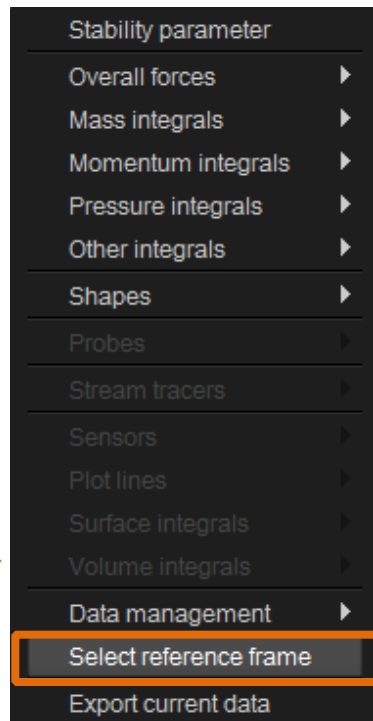 Stability parameter
Overall forces
Mass integrals
Momentum integrals
Pressure integrals
Other integrals
Shapes
Probes
Stream tracers
Sensors
Plot lines
Surface integrals
Volume integrals
Data management
Select reference frame
Export current data